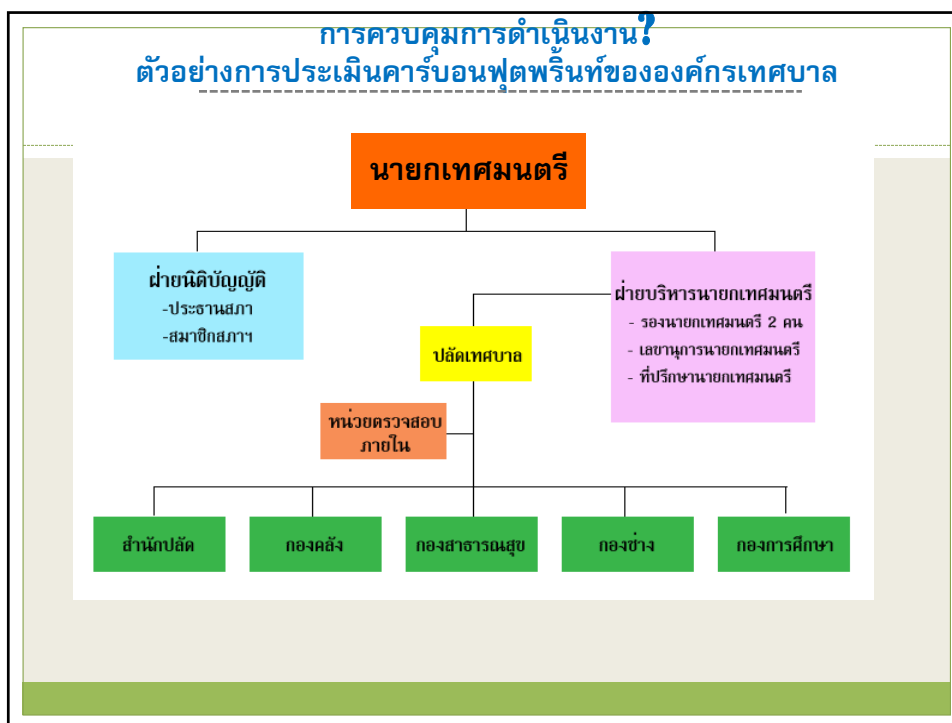 การควบคุมการดำเนินงาน?
ตัวอย่างการประเมินคาร์บอนฟุตพริ้นท์ขององค์กรเทศบาล
นายกเทศมนตรี
ฝ่ายนิติบัญญัติ
-ประธานสภา
-สมาชิกสภาฯ
ฝ่ายบริหารนายกเทศมนตรี
- รองนายกเทศมนตรี 2 คน
- เลขานุการนายกเทศมนตรี
- ที่ปรึกษานายกเทศมนตรี
ปลัดเทศบาล
หน่วยตรวจสอบ
ภายใน
สำนักปลัด
กองคลัง
กองสาธารณสุข
กองช่าง
กองการศึกษา